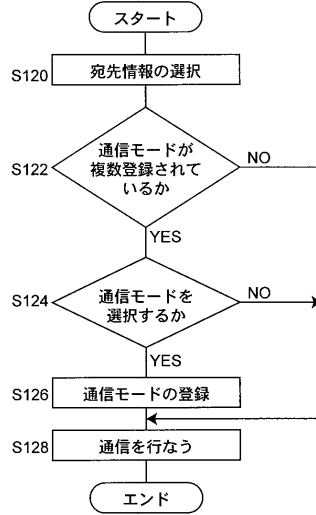 スタート
S120
宛先情報の選択
S122
通信モードが
複数登録されて
いるか
NO
YES
S124
通信モードを
選択するか
NO
YES
S126
通信モードの登録
S128
通信を行なう
エンド